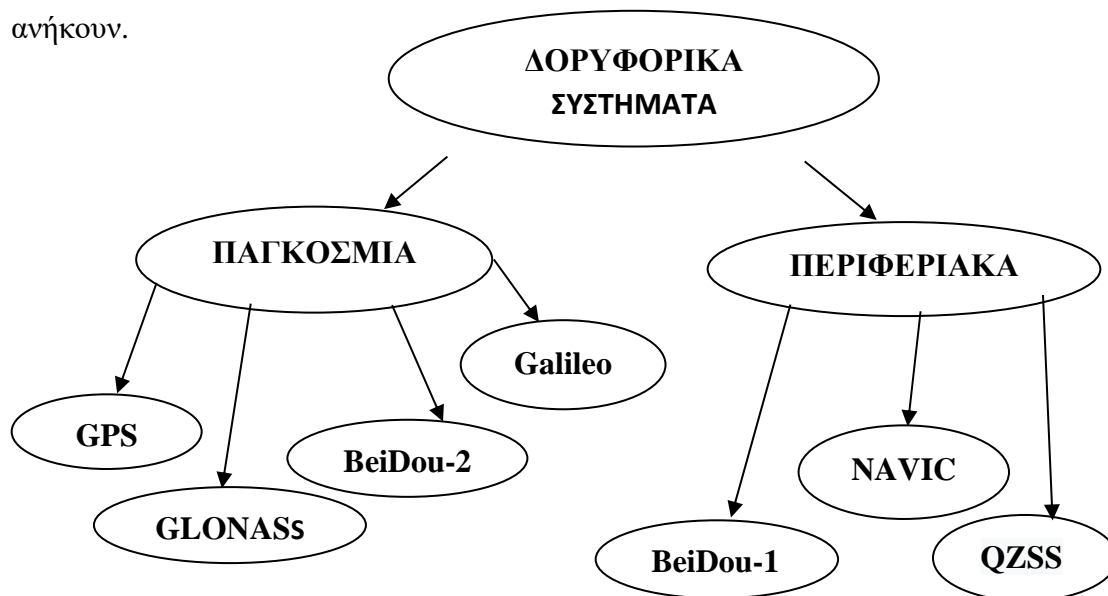 ανήκουν.
ΔΟΡΥΦΟΡΙΚΑ
ΣΥΣΤΗΜΑΤΑ
ΠΑΓΚΟΣΜΙΑ
ΠΕΡΙΦΕΡΙΑΚΑ
Galileo
GPS
BeiDou-2
NAVIC
GLONASs
BeiDou-1
QZSS